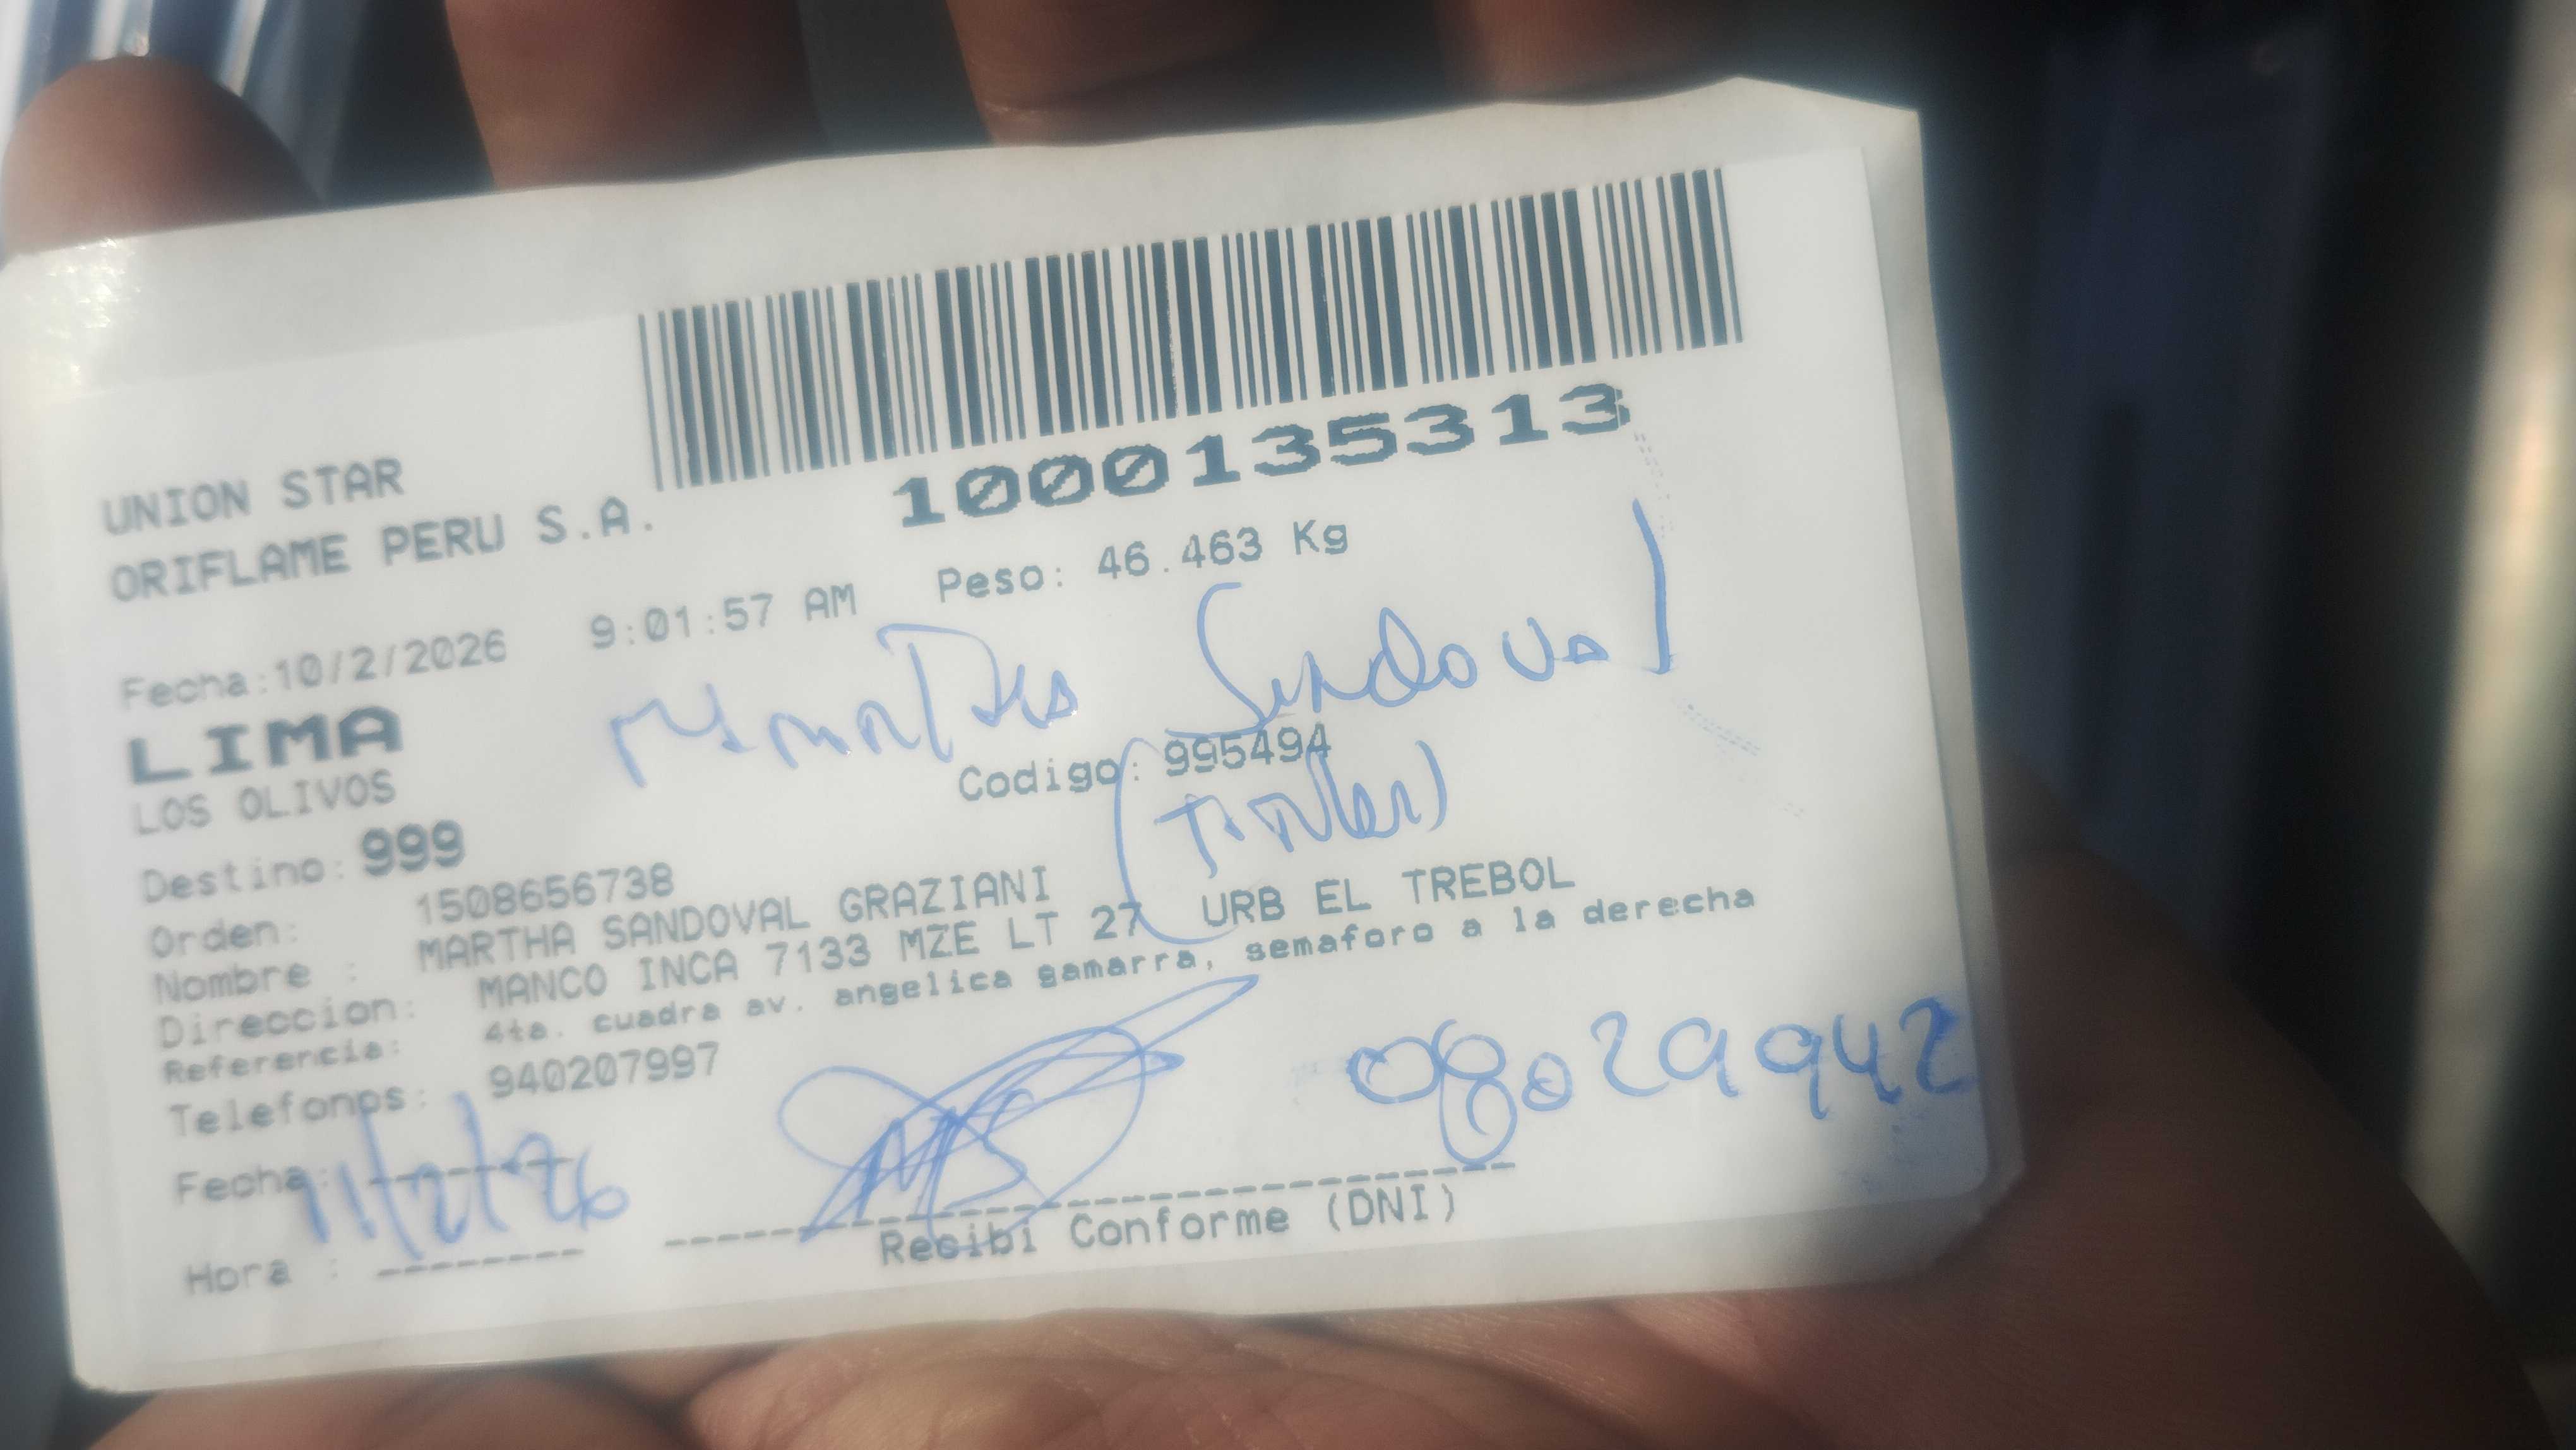 1000135313
UNION STAR
ORIFLAME PERU S.A.
Fecha:10/2/2026 9:01:57 AM Peso: 46.463 Kg
LIMA
Sandoval
LOS OLIVOS
Codigo: 995494
(Titular)
Destino: 999
Orden: 1508656738
Nombre : MARTHA SANDOVAL GRAZIANI
Direccion: MANCO INCA 7133 MZE LT 27 URB EL TREBOL
Referencia: 4ta. cuadra av. angelica gamarra, semaforo a la derecha
Telefonos: 940207997
08029942
Fecha: 11/2/26
Hora :
Recibi Conforme (DNI)